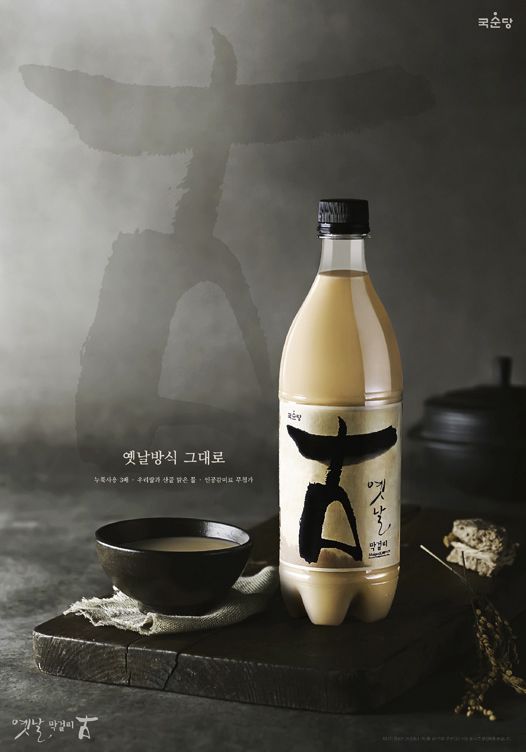 국순당
古
옛날방식 그대로
누룩사용 3배 · 우리쌀과 산골 맑은 물 · 인공감미료 무첨가
국순당
古
옛날
막걸리
옛날 막걸리 古